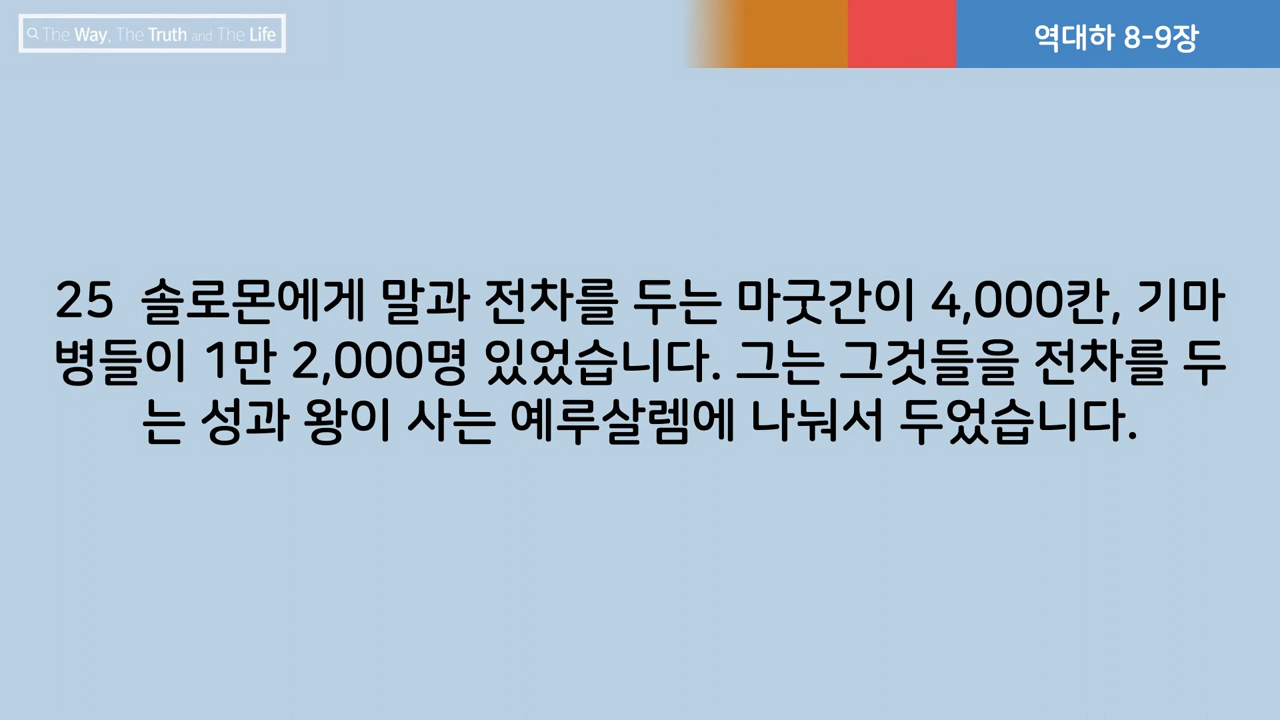 The Way, The Truth and The Life
역대하 8-9장
25 솔로몬에게 말과 전차를 두는 마굿간이 4,000칸, 기마
병들이 1만 2,000명 있었습니다. 그는 그것들을 전차를 두
는 성과 왕이 사는 예루살렘에 나눠서 두었습니다.